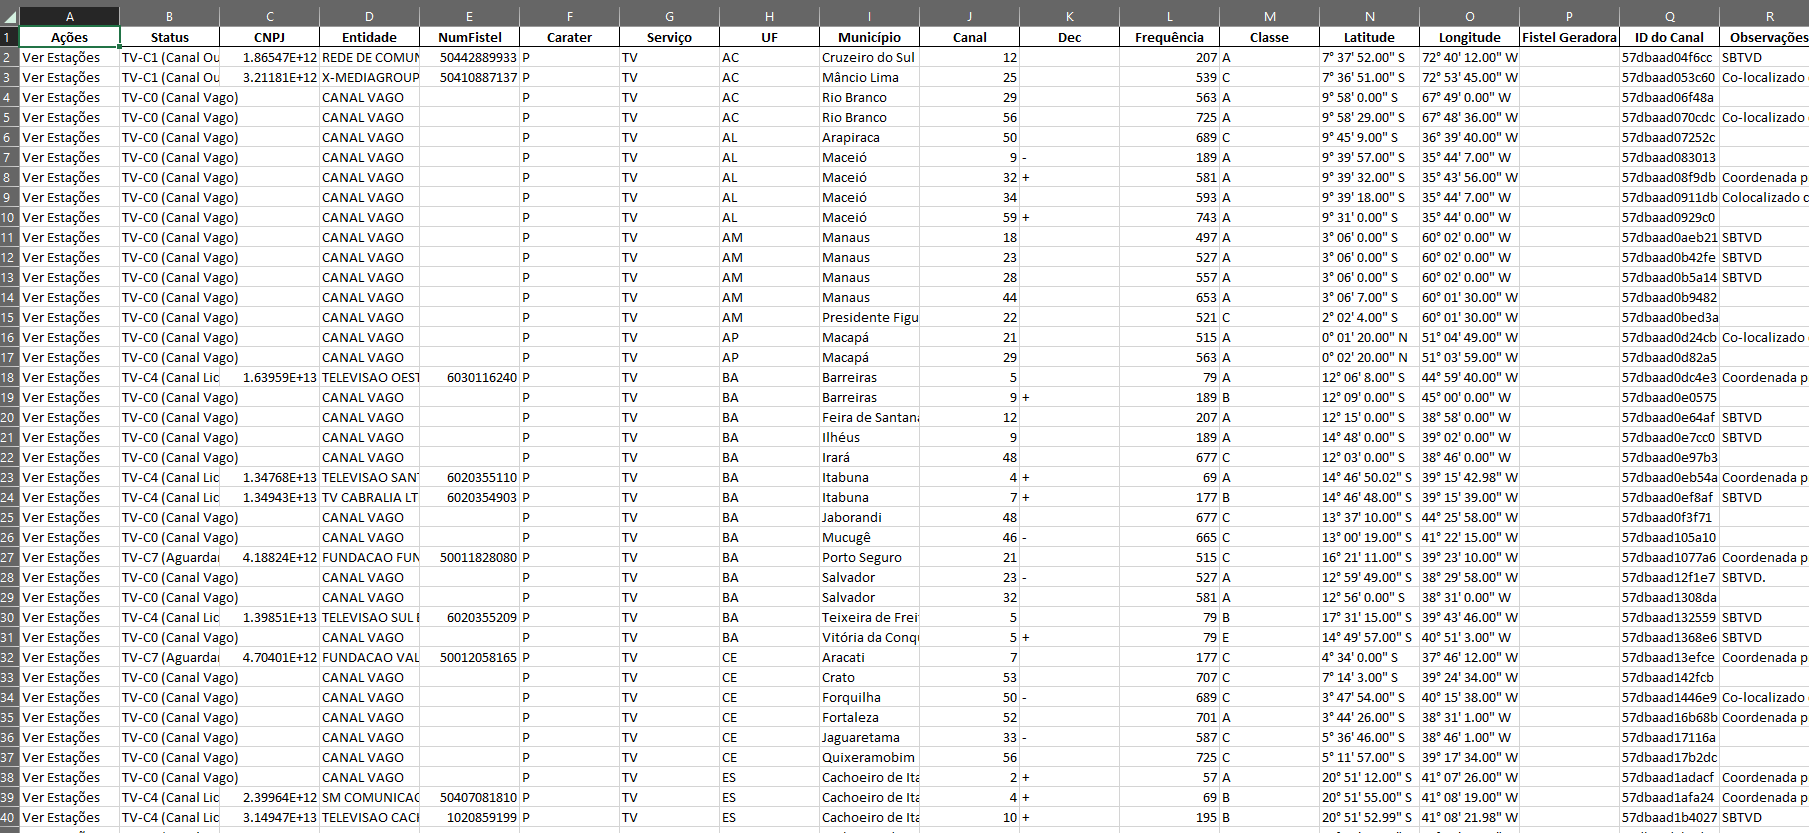 A B C D E F G H I J K L M N O P Q R
1 Ações Status CNPJ Entidade NumFistel Carater Serviço UF Município Canal Dec Frequência Classe Latitude Longitude Fistel Geradora ID do Canal Observações
2 Ver Estações TV-C1 (Canal Ou 1.86547E+12 REDE DE COMUN 50442889933 P TV AC Cruzeiro do Sul 12 207 A 7° 37' 52.00" S 72° 40' 12.00" W 57dbaad04f6cc SBTVD
3 Ver Estações TV-C1 (Canal Ou 3.21181E+12 X-MEDIAGROUP 50410887137 P TV AC Mâncio Lima 25 539 C 7° 36' 51.00" S 72° 53' 45.00" W 57dbaad053c60 Co-localizado
4 Ver Estações TV-C0 (Canal Vago) CANAL VAGO P TV AC Rio Branco 29 563 A 9° 58' 0.00" S 67° 49' 0.00" W 57dbaad06f48a
5 Ver Estações TV-C0 (Canal Vago) CANAL VAGO P TV AC Rio Branco 56 725 A 9° 58' 29.00" S 67° 48' 36.00" W 57dbaad070cdc Co-localizado
6 Ver Estações TV-C0 (Canal Vago) CANAL VAGO P TV AL Arapiraca 50 689 C 9° 45' 9.00" S 36° 39' 40.00" W 57dbaad07252c
7 Ver Estações TV-C0 (Canal Vago) CANAL VAGO P TV AL Maceió 9 - 189 A 9° 39' 57.00" S 35° 44' 7.00" W 57dbaad083013
8 Ver Estações TV-C0 (Canal Vago) CANAL VAGO P TV AL Maceió 32 + 581 A 9° 39' 32.00" S 35° 43' 56.00" W 57dbaad08f9db Coordenada p
9 Ver Estações TV-C0 (Canal Vago) CANAL VAGO P TV AL Maceió 34 593 A 9° 39' 18.00" S 35° 44' 7.00" W 57dbaad0911db Colocalizado c
10 Ver Estações TV-C0 (Canal Vago) CANAL VAGO P TV AL Maceió 59 + 743 A 9° 31' 0.00" S 35° 44' 0.00" W 57dbaad0929c0
11 Ver Estações TV-C0 (Canal Vago) CANAL VAGO P TV AM Manaus 18 497 A 3° 06' 0.00" S 60° 02' 0.00" W 57dbaad0aeb21 SBTVD
12 Ver Estações TV-C0 (Canal Vago) CANAL VAGO P TV AM Manaus 23 527 A 3° 06' 0.00" S 60° 02' 0.00" W 57dbaad0b42fe SBTVD
13 Ver Estações TV-C0 (Canal Vago) CANAL VAGO P TV AM Manaus 28 557 A 3° 06' 0.00" S 60° 02' 0.00" W 57dbaad0b5a14 SBTVD
14 Ver Estações TV-C0 (Canal Vago) CANAL VAGO P TV AM Manaus 44 653 A 3° 06' 7.00" S 60° 01' 30.00" W 57dbaad0b9482
15 Ver Estações TV-C0 (Canal Vago) CANAL VAGO P TV AM Presidente Figu 22 521 C 2° 02' 4.00" S 60° 01' 30.00" W 57dbaad0bed3a
16 Ver Estações TV-C0 (Canal Vago) CANAL VAGO P TV AP Macapá 21 515 A 0° 01' 20.00" N 51° 04' 49.00" W 57dbaad0d24cb Co-localizado
17 Ver Estações TV-C0 (Canal Vago) CANAL VAGO P TV AP Macapá 29 563 A 0° 02' 20.00" N 51° 03' 59.00" W 57dbaad0d82a5
18 Ver Estações TV-C4 (Canal Lic 1.63959E+13 TELEVISAO OEST 6030116240 P TV BA Barreiras 5 79 A 12° 06' 8.00" S 44° 59' 40.00" W 57dbaad0dc4e3 Coordenada p
19 Ver Estações TV-C0 (Canal Vago) CANAL VAGO P TV BA Barreiras 9 + 189 B 12° 09' 0.00" S 45° 00' 0.00" W 57dbaad0e0575
20 Ver Estações TV-C0 (Canal Vago) CANAL VAGO P TV BA Feira de Santana 12 207 A 12° 15' 0.00" S 38° 58' 0.00" W 57dbaad0e64af SBTVD
21 Ver Estações TV-C0 (Canal Vago) CANAL VAGO P TV BA Ilhéus 9 189 A 14° 48' 0.00" S 39° 02' 0.00" W 57dbaad0e7cc0 SBTVD
22 Ver Estações TV-C0 (Canal Vago) CANAL VAGO P TV BA Irará 48 677 C 12° 03' 0.00" S 38° 46' 0.00" W 57dbaad0e97b3
23 Ver Estações TV-C4 (Canal Lic 1.34768E+13 TELEVISAO SAN 6020355110 P TV BA Itabuna 4 + 69 A 14° 46' 50.02" S 39° 15' 42.98" W 57dbaad0eb54a Coordenada p
24 Ver Estações TV-C4 (Canal Lic 1.34943E+13 TV CABRALIA LT 6020354903 P TV BA Itabuna 7 + 177 B 14° 46' 48.00" S 39° 15' 39.00" W 57dbaad0ef8af SBTVD
25 Ver Estações TV-C0 (Canal Vago) CANAL VAGO P TV BA Jaborandi 48 677 C 13° 37' 10.00" S 44° 25' 58.00" W 57dbaad0f3f71
26 Ver Estações TV-C0 (Canal Vago) CANAL VAGO P TV BA Mucugê 46 - 665 C 13° 00' 19.00" S 41° 22' 15.00" W 57dbaad105a10
27 Ver Estações TV-C7 (Aguardar 4.18824E+12 FUNDACAO FUN 50011828080 P TV BA Porto Seguro 21 515 C 16° 21' 11.00" S 39° 23' 10.00" W 57dbaad1077a6 Coordenada p
28 Ver Estações TV-C0 (Canal Vago) CANAL VAGO P TV BA Salvador 23 - 527 A 12° 59' 49.00" S 38° 29' 58.00" W 57dbaad12f1e7 SBTVD.
29 Ver Estações TV-C0 (Canal Vago) CANAL VAGO P TV BA Salvador 32 581 A 12° 56' 0.00" S 38° 31' 0.00" W 57dbaad1308da
30 Ver Estações TV-C4 (Canal Lic 1.39851E+13 TELEVISAO SUL B 6020355209 P TV BA Teixeira de Frei 5 79 B 17° 31' 15.00" S 39° 43' 46.00" W 57dbaad132559 SBTVD
31 Ver Estações TV-C0 (Canal Vago) CANAL VAGO P TV BA Vitória da Conq 5 + 79 E 14° 49' 57.00" S 40° 51' 3.00" W 57dbaad1368e6 SBTVD
32 Ver Estações TV-C7 (Aguardar 4.70401E+12 FUNDACAO VAL 50012058165 P TV CE Aracati 7 177 C 4° 34' 0.00" S 37° 46' 12.00" W 57dbaad13efce Coordenada p
33 Ver Estações TV-C0 (Canal Vago) CANAL VAGO P TV CE Crato 53 707 C 7° 14' 3.00" S 39° 24' 34.00" W 57dbaad142fcb
34 Ver Estações TV-C0 (Canal Vago) CANAL VAGO P TV CE Forquilha 50 - 689 C 3° 47' 54.00" S 40° 15' 38.00" W 57dbaad1446e9 Co-localizado
35 Ver Estações TV-C0 (Canal Vago) CANAL VAGO P TV CE Fortaleza 52 701 A 3° 44' 26.00" S 38° 31' 1.00" W 57dbaad16b68b Coordenada p
36 Ver Estações TV-C0 (Canal Vago) CANAL VAGO P TV CE Jaguaretama 33 - 587 C 5° 36' 46.00" S 38° 46' 1.00" W 57dbaad17116a
37 Ver Estações TV-C0 (Canal Vago) CANAL VAGO P TV CE Quixeramobim 56 725 C 5° 11' 57.00" S 39° 17' 34.00" W 57dbaad17b2dc
38 Ver Estações TV-C0 (Canal Vago) CANAL VAGO P TV ES Cachoeiro de Ita 2 + 57 A 20° 51' 12.00" S 41° 07' 26.00" W 57dbaad1adacf Coordenada p
39 Ver Estações TV-C4 (Canal Lic 2.39964E+12 SM COMUNICAC 50407081810 P TV ES Cachoeiro de Ita 4 + 69 B 20° 51' 55.00" S 41° 08' 19.00" W 57dbaad1afa24 Coordenada p
40 Ver Estações TV-C4 (Canal Lic 3.14947E+13 TELEVISAO CACH 1020859199 P TV ES Cachoeiro de Ita 10 + 195 B 20° 51' 52.99" S 41° 08' 21.98" W 57dbaad1b4027 SBTVD